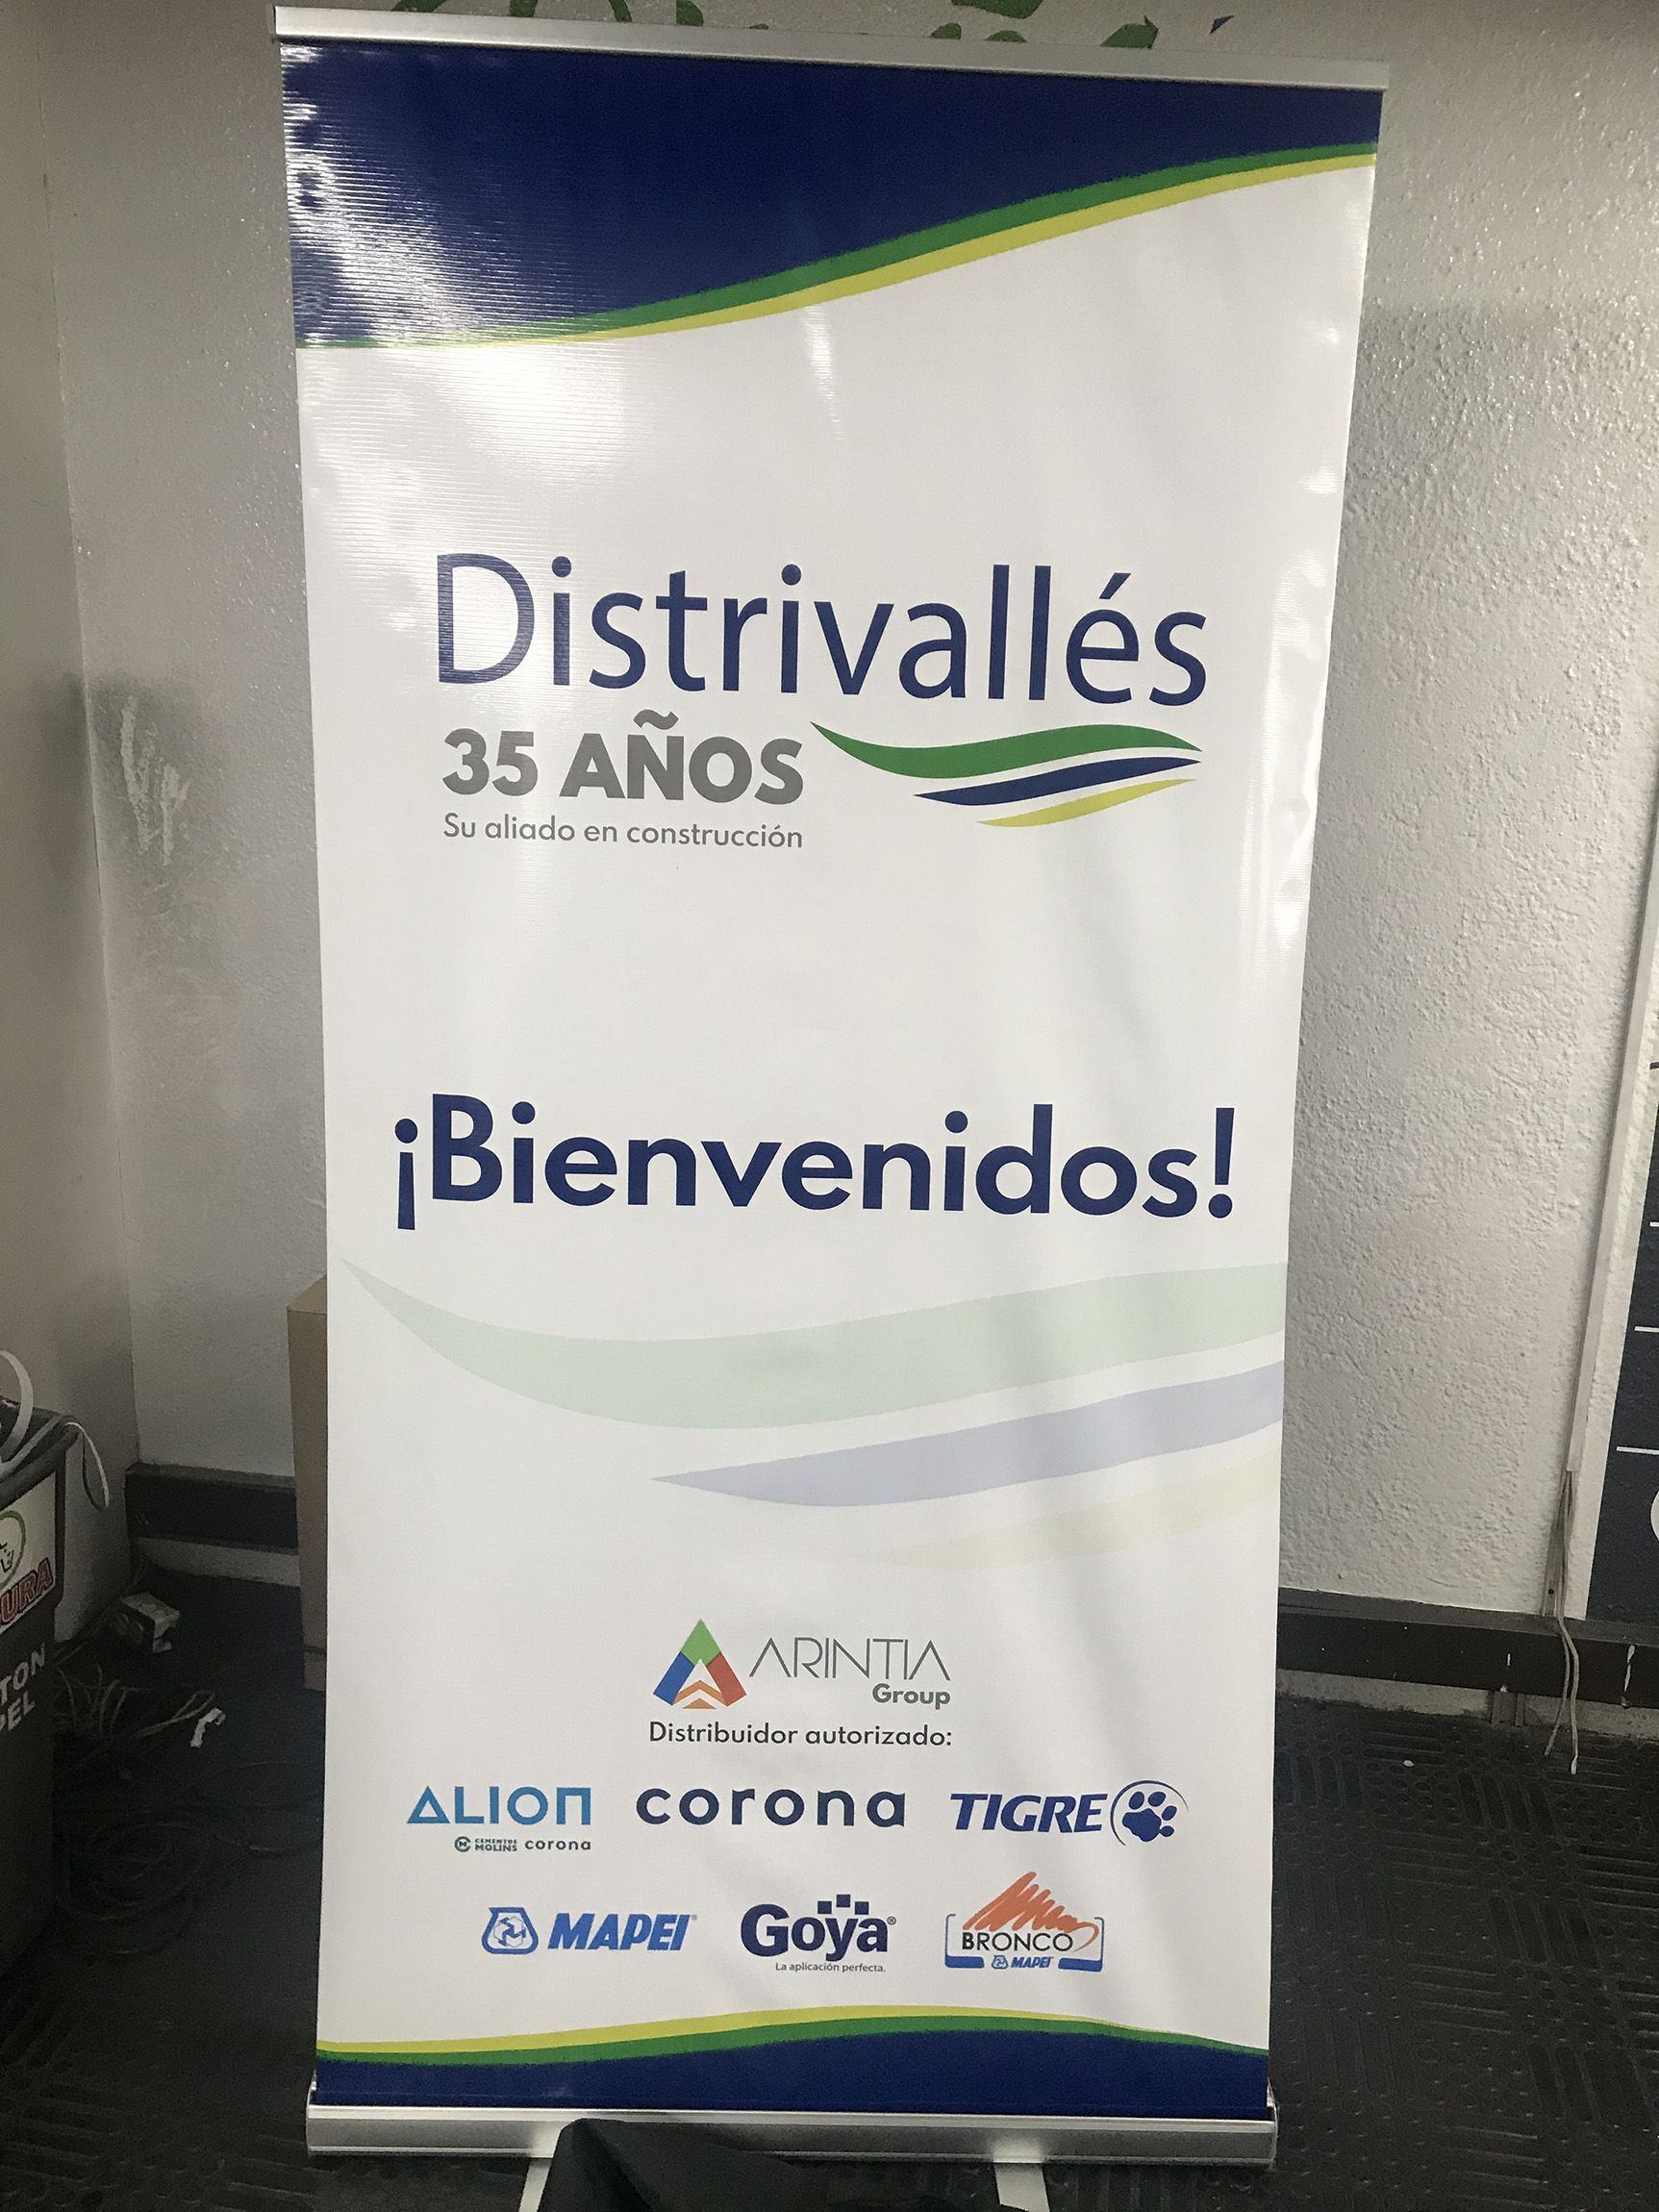 Distrivallés
35 AÑOS
Su aliado en construcción
¡Bienvenidos!
ARINTIA
Group
Distribuidor autorizado:
ALION corona TIGRE
CEMENTOS MOLINS corona
MAPEI® Goya® BRONCO
La aplicación perfecta. MAPEI